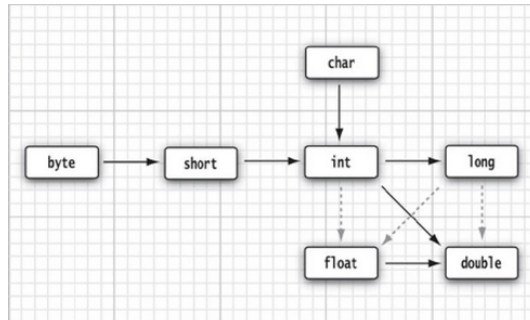 char
byte
short
int
long
float
double